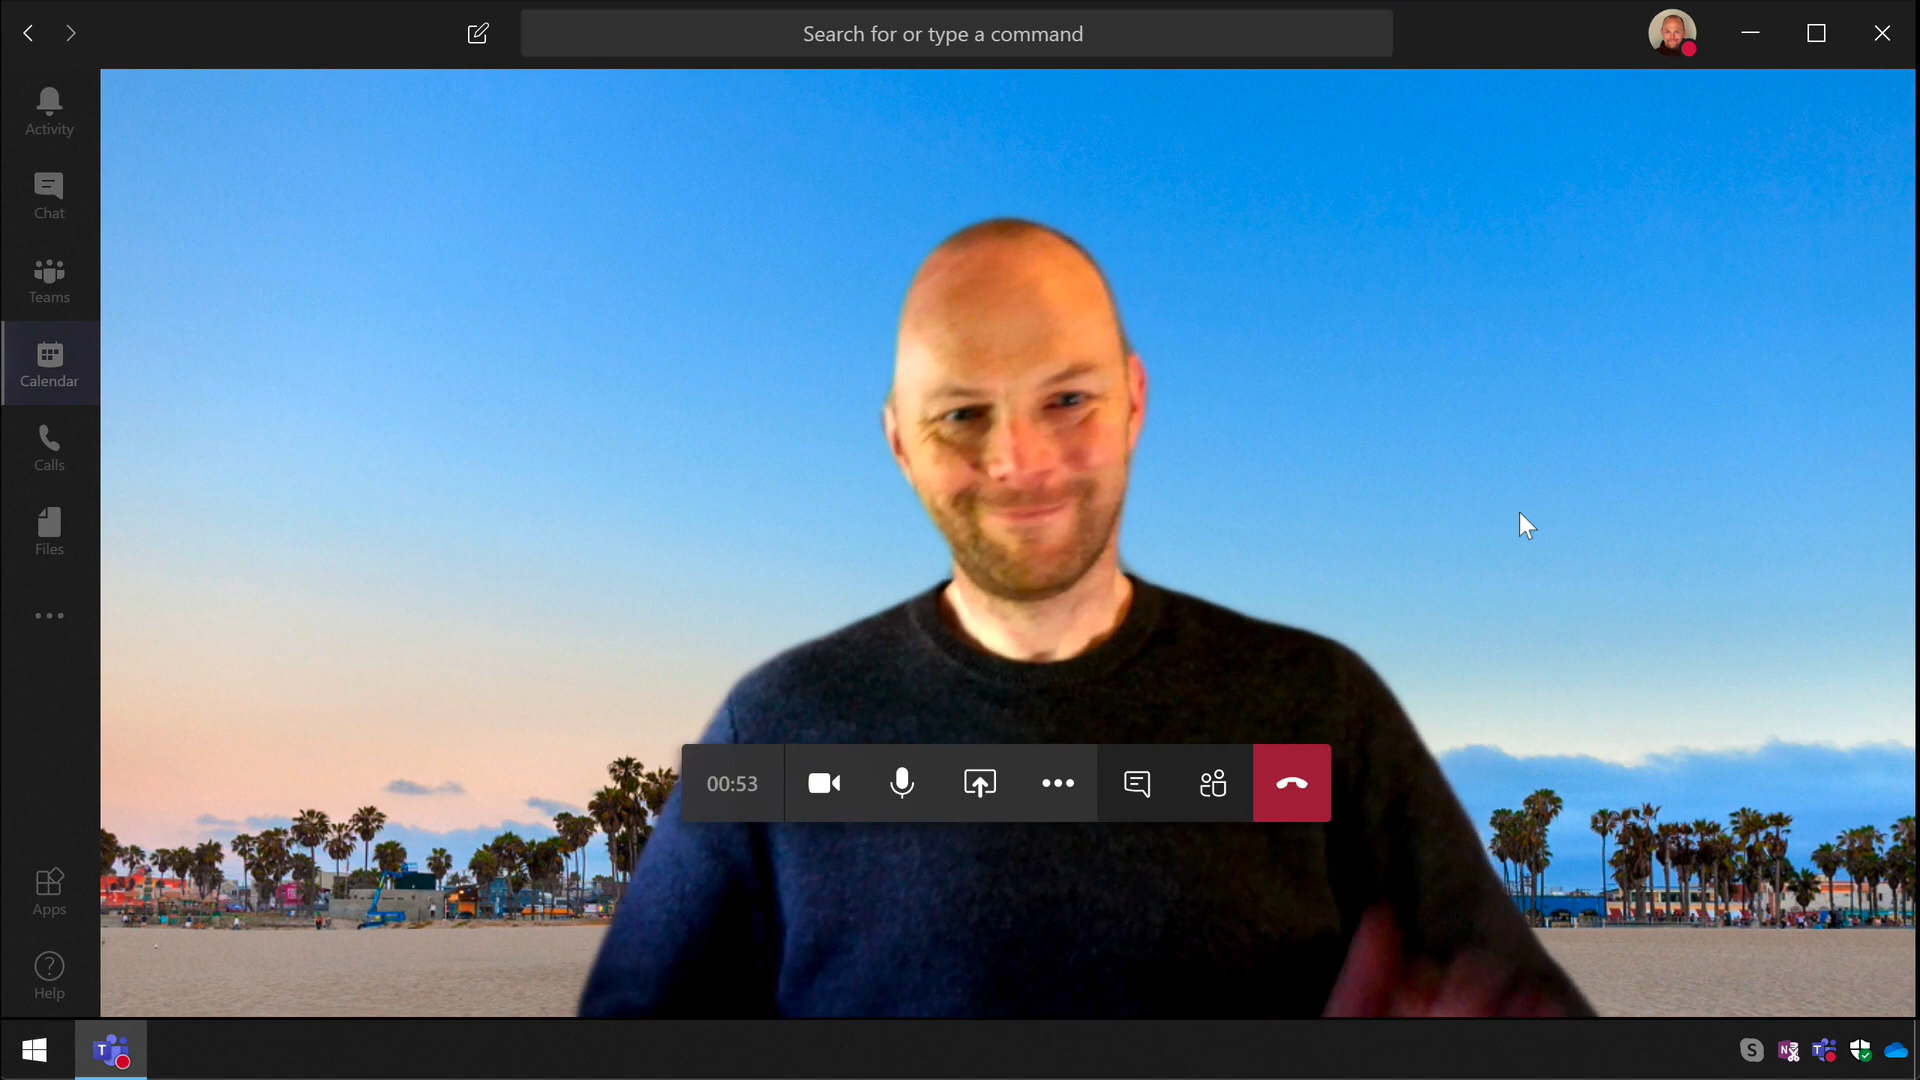 Search for or type a command
Activity
Chat
Teams
Calendar
Calls
Files
Apps
Help
00:53
T
S
N
T